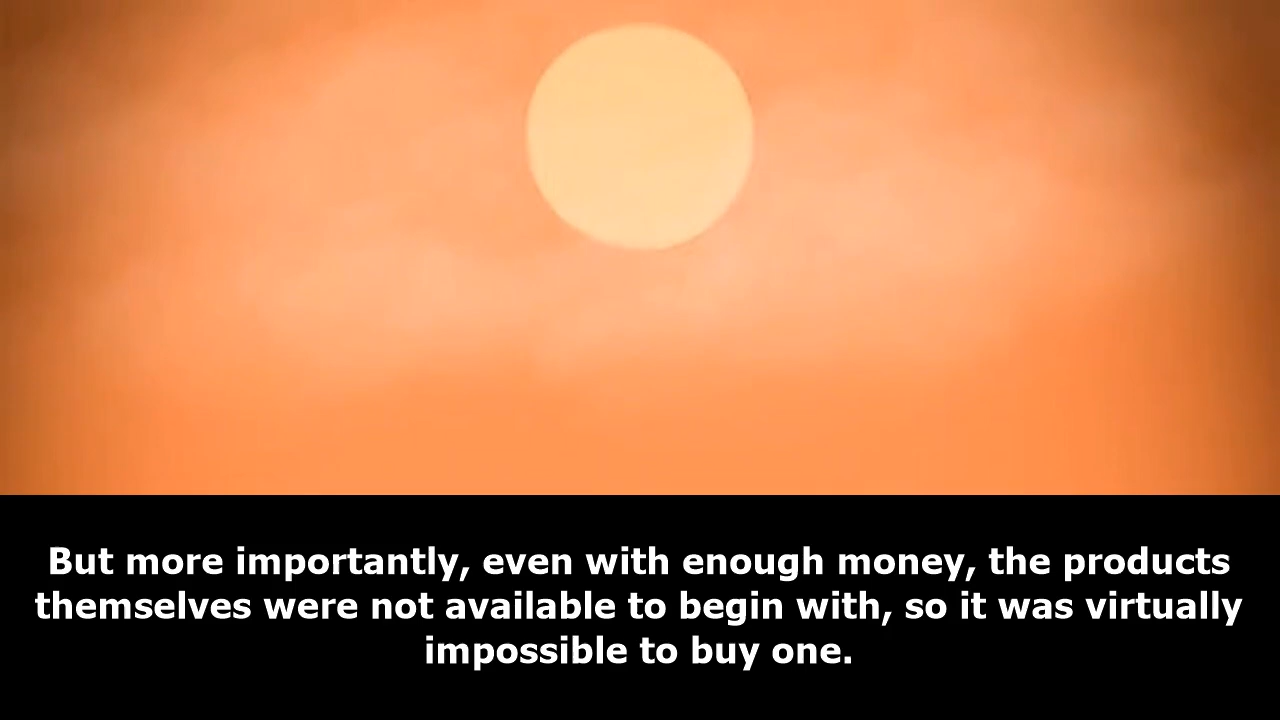 But more importantly, even with enough money, the products
themselves were not available to begin with, so it was virtually
impossible to buy one.